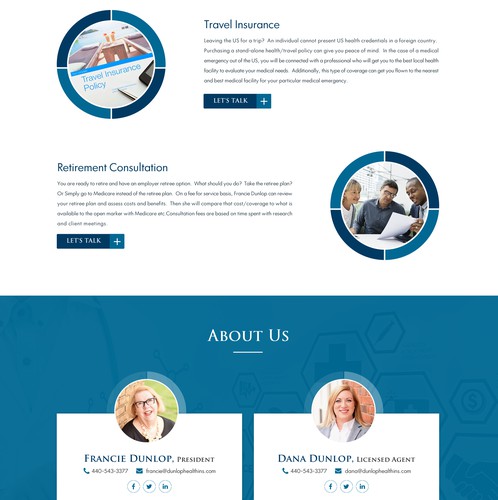 Travel Insurance
Leaving the US for a trip? An individual cannot present US health credentials in a foreign country.
Purchasing a stand-alone health/travel policy can give you peace of mind. In the case of a medical
emergency out of the US, you will be connected with a professional who will get you to the best local health
facility to evaluate your medical needs. Additionally, this type of coverage can get you flown to the nearest
and best medical facility for your particular medical emergency.
LET'S TALK +
Travel Insurance
Policy
Retirement Consultation
You are ready to retire and have an employer retiree option. What should you do? Take the retiree plan?
Or Simply go to Medicare instead of the retiree plan. On a fee for service basis, Francie Dunlop can review
your retiree plan and assess costs and benefits. Then she will compare that cost/coverage to what is
available to the open market with Medicare etc.Consultation fees are based on time spent with research
and client meetings.
LET'S TALK +
ABOUT US
FRANCIE DUNLOP, PRESIDENT
440-543-3377 francie@dunlophealthins.com
DANA DUNLOP, LICENSED AGENT
440-543-3377 dana@dunlophealthins.com